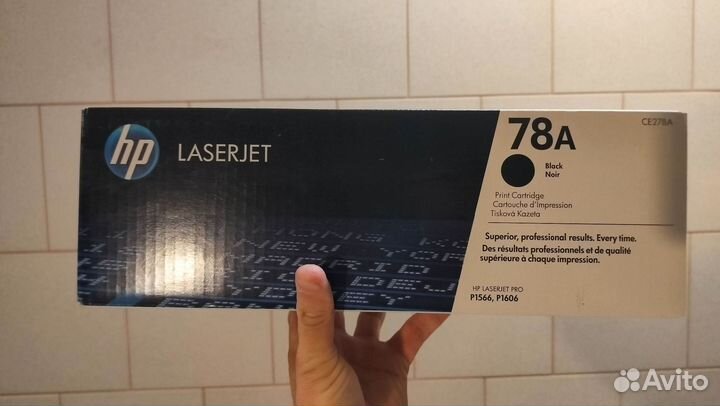 hp
LASERJET
78A
CE278A
Black
Noir
Print Cartridge
Cartouche d'Impression
Tisková Kazeta
Superior, professional results. Every time.
Des résultats professionnels et de qualité
supérieure à chaque impression.
HP LASERJET PRO
P1566, P1606
Avito